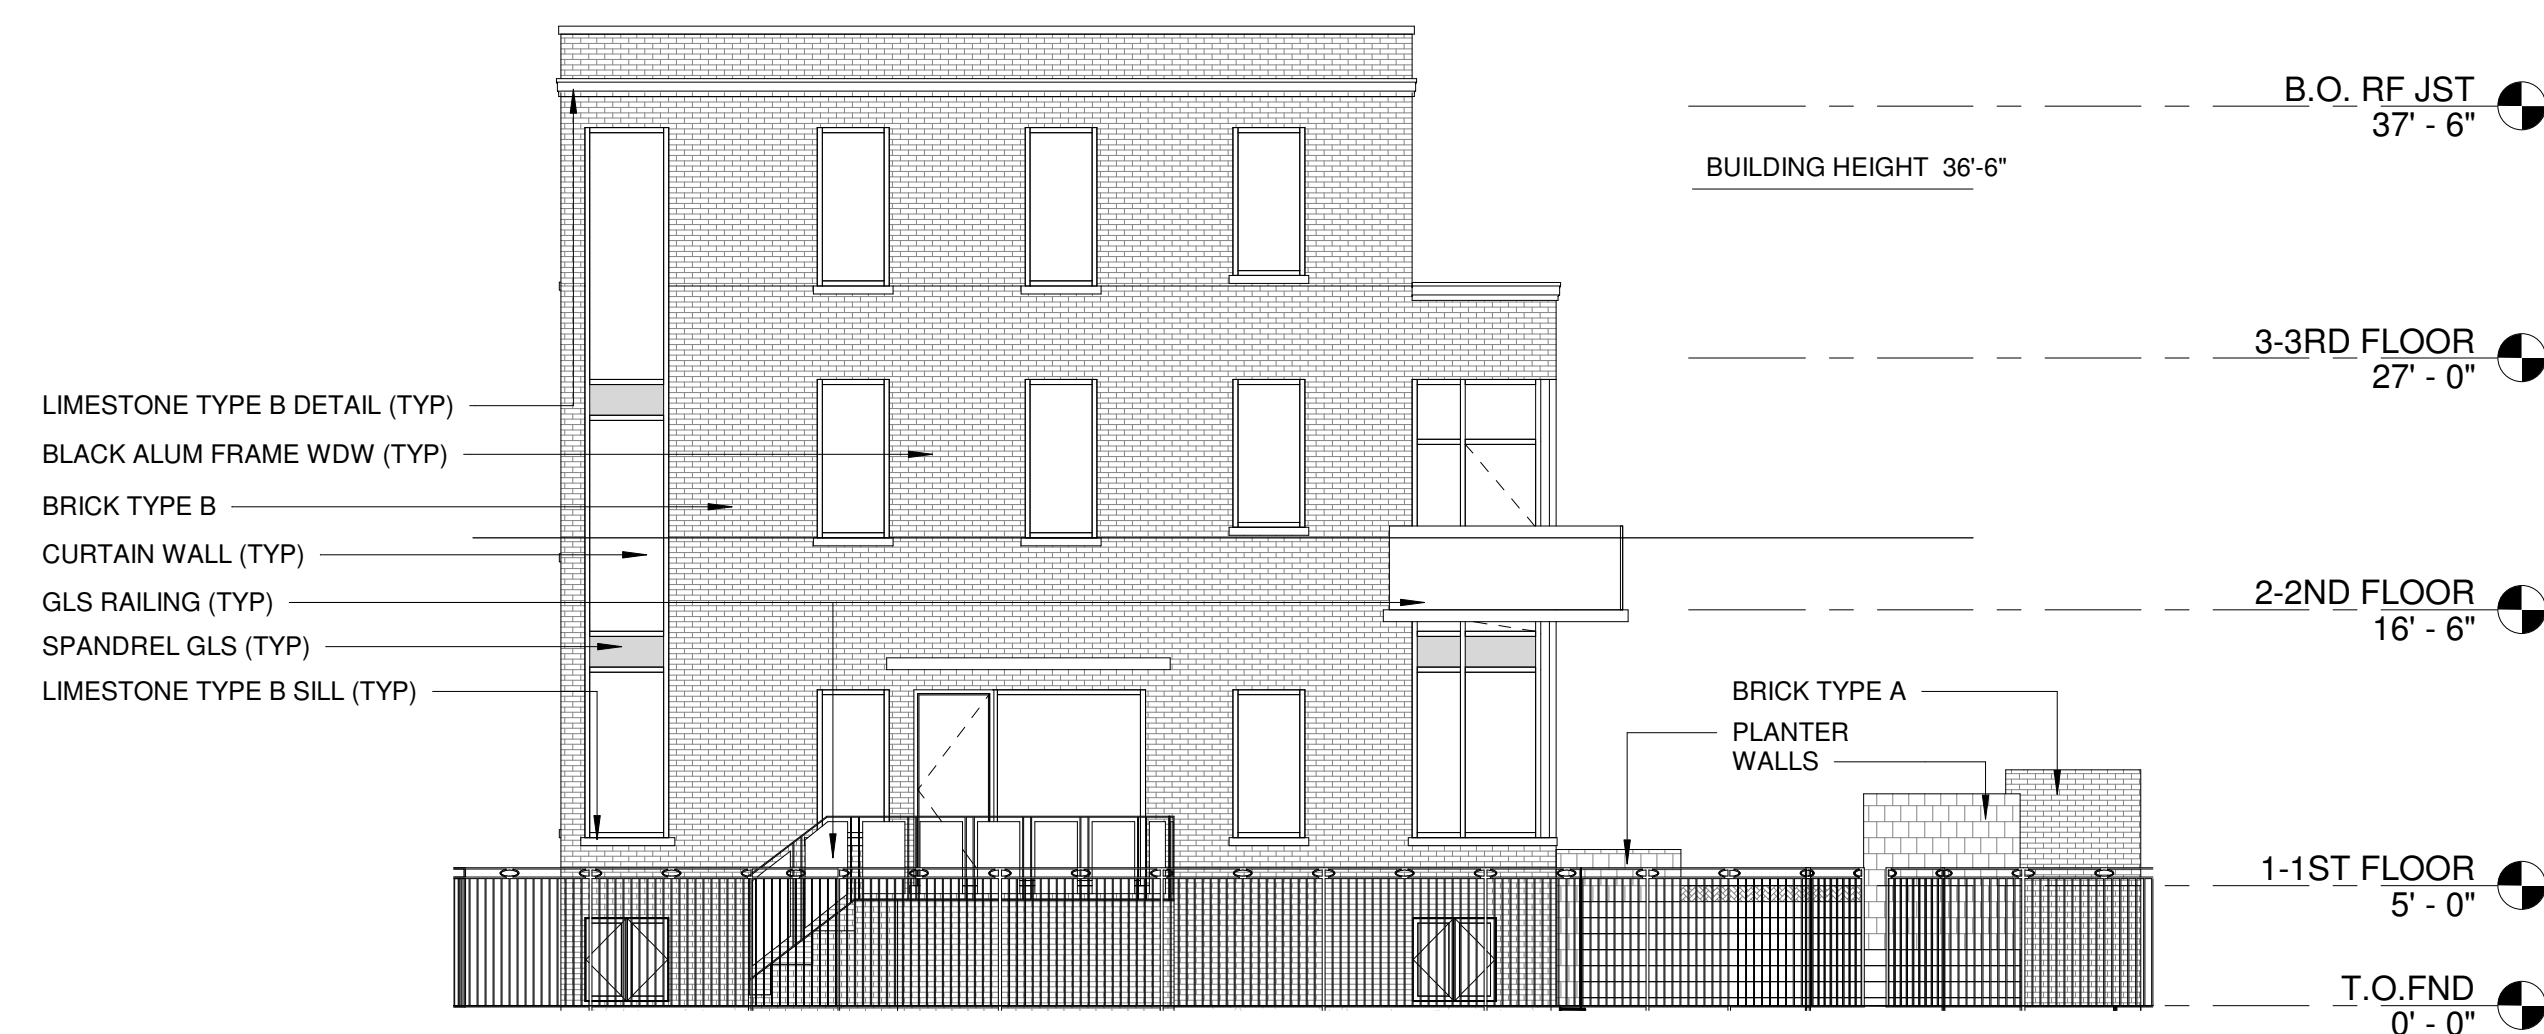 B.O. RF JST
37' - 6"
BUILDING HEIGHT 36'-6"
3-3RD FLOOR
27' - 0"
LIMESTONE TYPE B DETAIL (TYP)
BLACK ALUM FRAME WDW (TYP)
BRICK TYPE B
CURTAIN WALL (TYP)
GLS RAILING (TYP)
SPANDREL GLS (TYP)
LIMESTONE TYPE B SILL (TYP)
2-2ND FLOOR
16' - 6"
BRICK TYPE A
PLANTER
WALLS
1-1ST FLOOR
5' - 0"
T.O.FND
0' - 0"